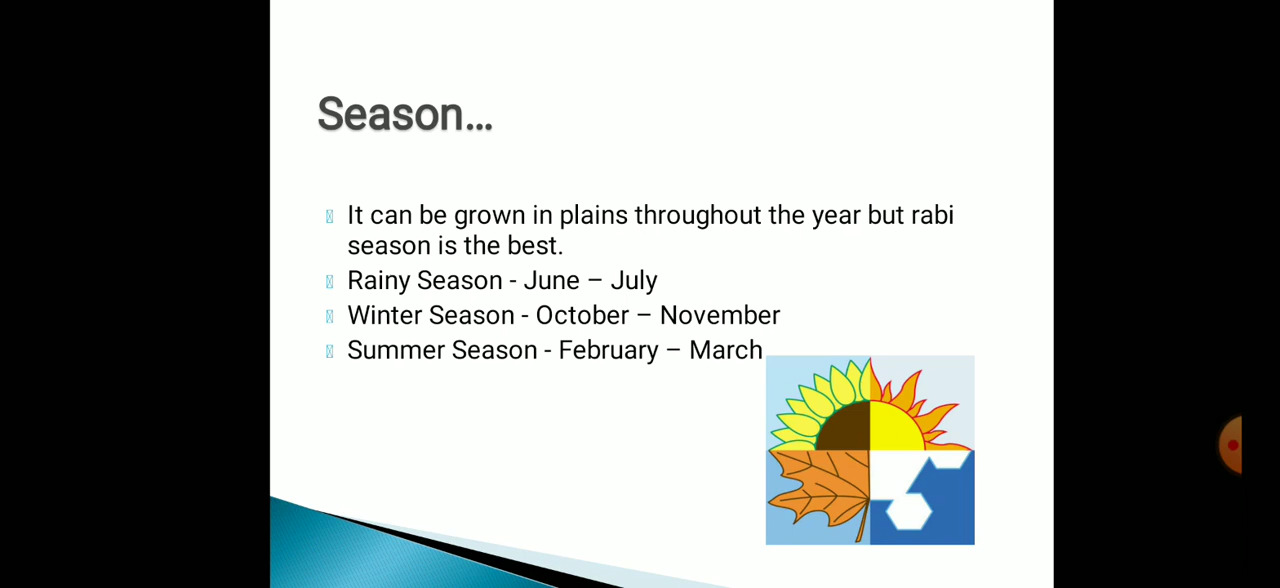 Season...
It can be grown in plains throughout the year but rabi
season is the best.
Rainy Season - June – July
Winter Season - October – November
Summer Season - February – March